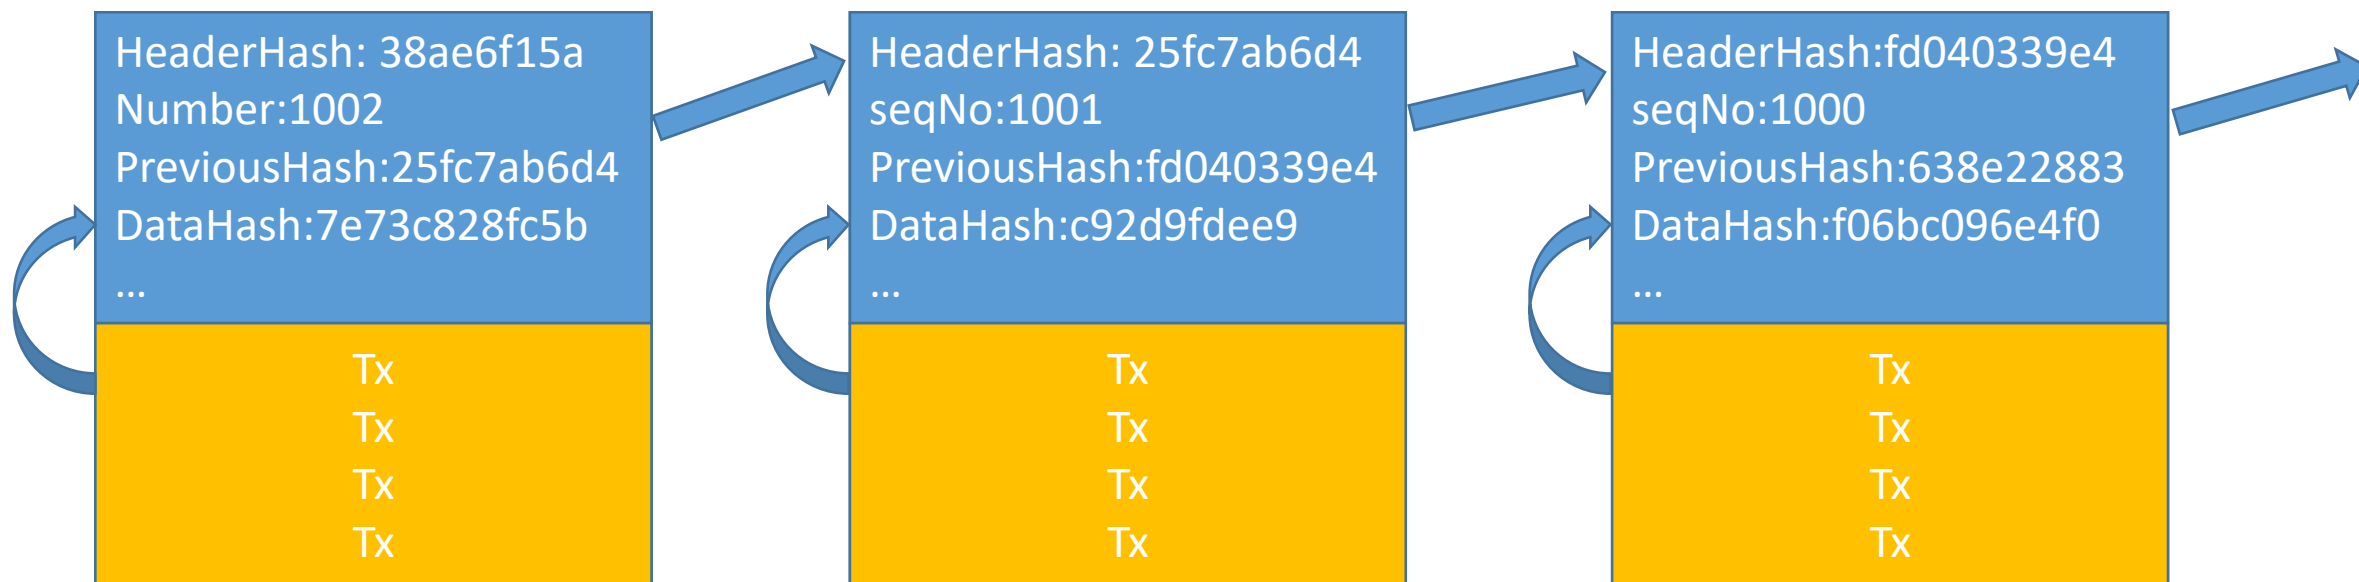 HeaderHash: 38ae6f15a
Number:1002
PreviousHash:25fc7ab6d4
DataHash:7e73c828fc5b
...
Tx
Tx
Tx
Tx
HeaderHash: 25fc7ab6d4
seqNo:1001
PreviousHash:fd040339e4
DataHash:c92d9fdee9
...
Tx
Tx
Tx
Tx
HeaderHash:fd040339e4
seqNo:1000
PreviousHash:638e22883
DataHash:f06bc096e4f0
...
Tx
Tx
Tx
Tx